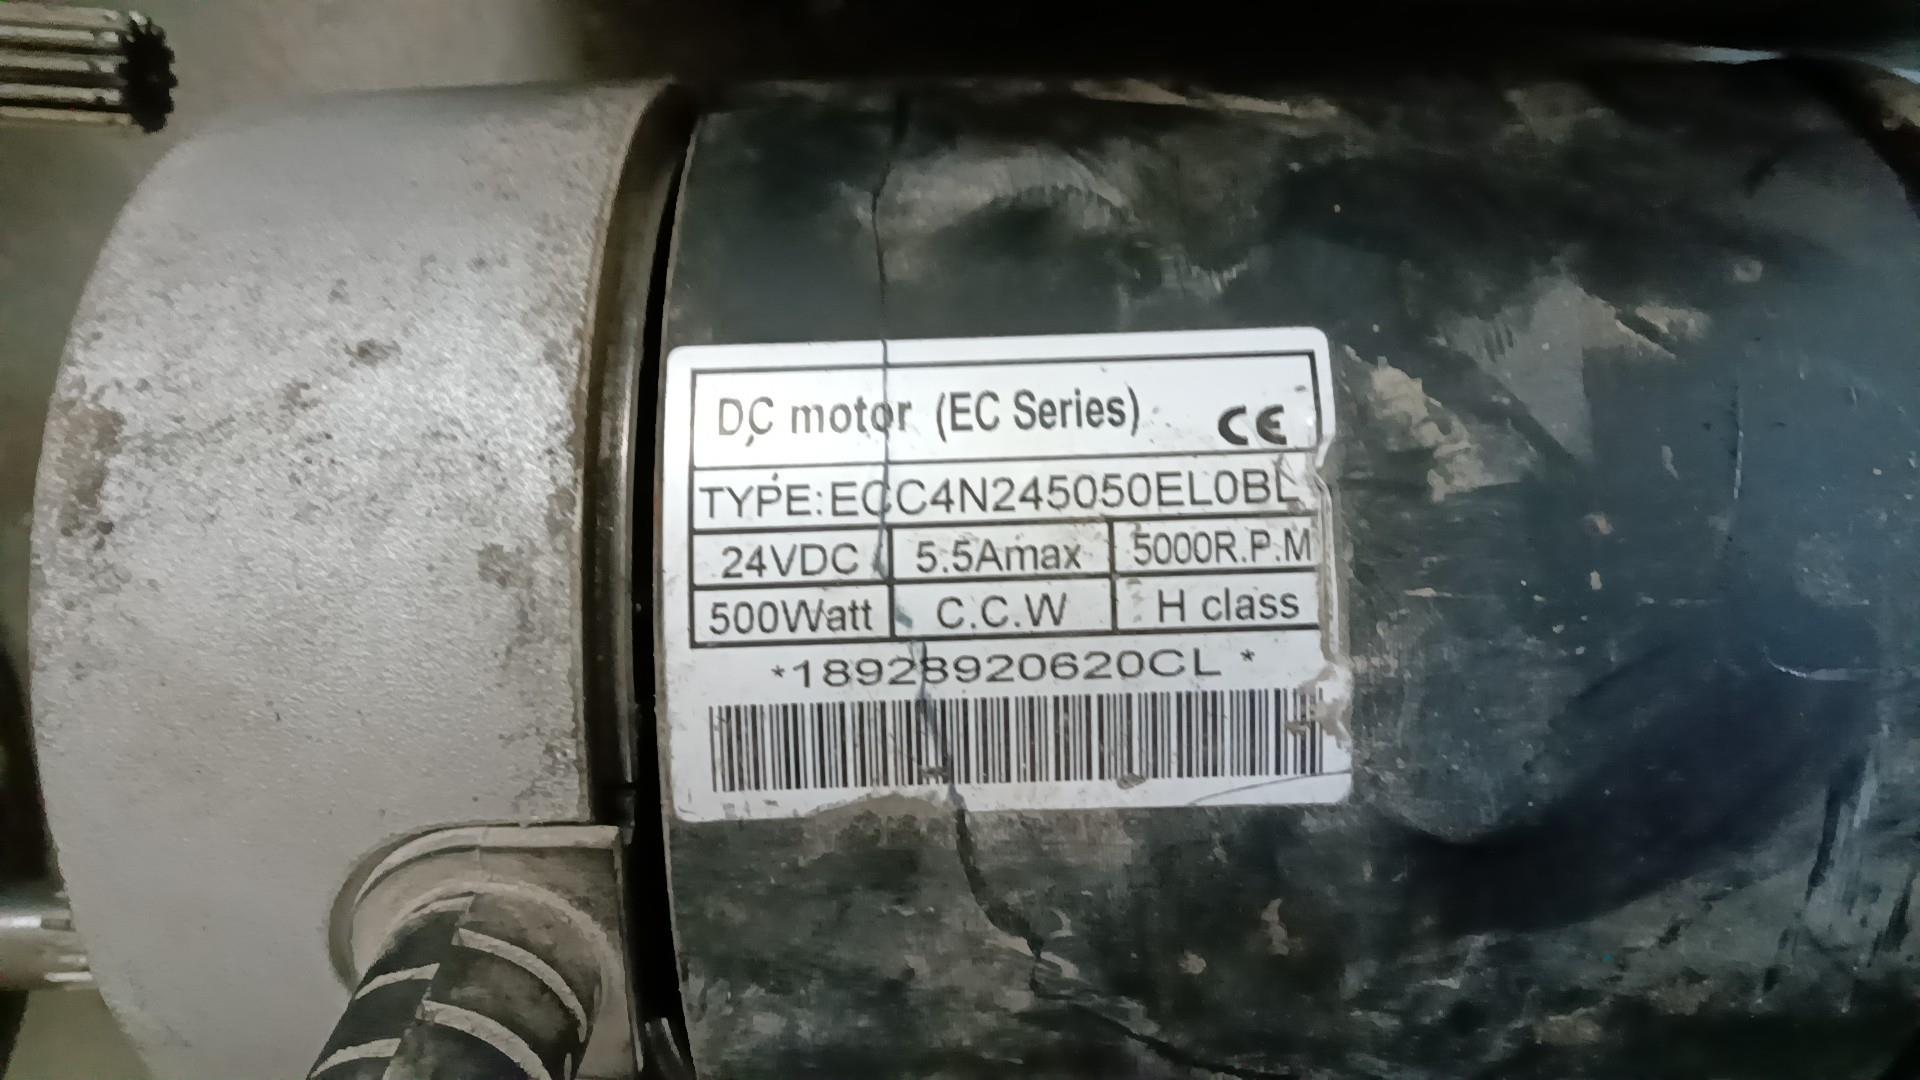 DC motor (EC Series) CE
TYPE:ECC4N245050EL0BL
24VDC 5.5Amax 5000R.P.M
500Watt C.C.W H class
*18928920620CL *